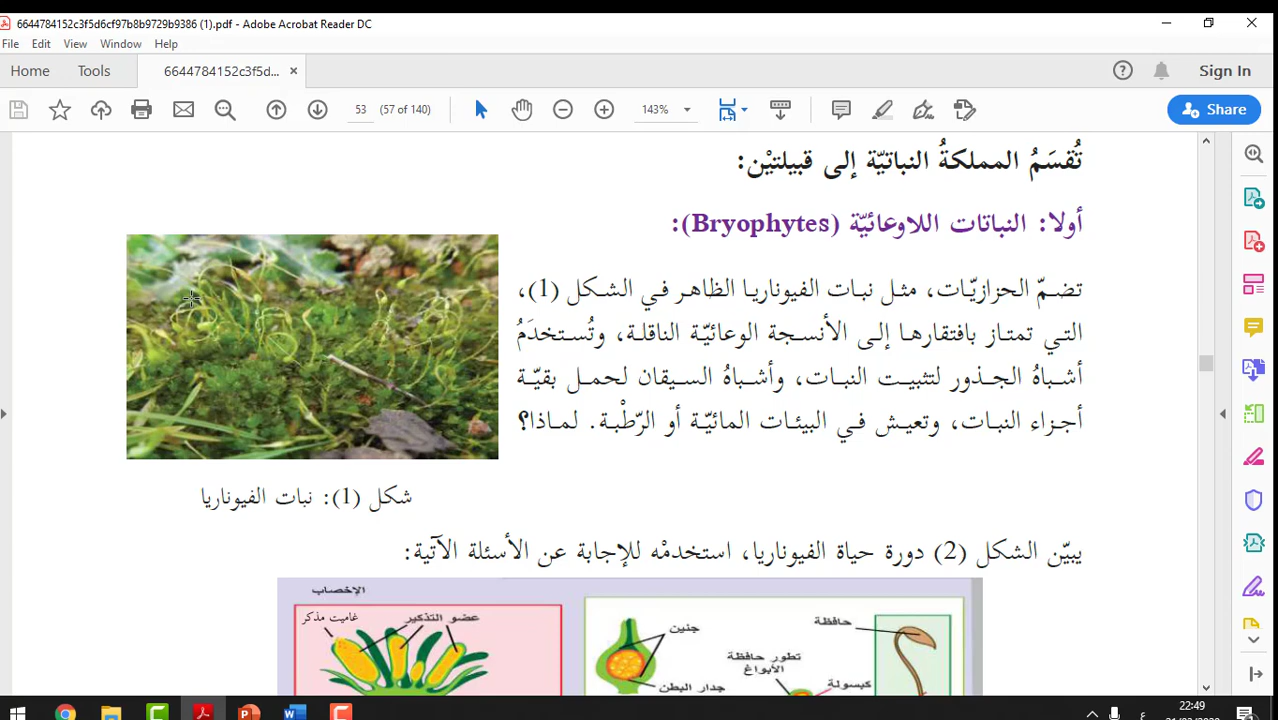 6644784152c3f5d6cf97b8b9729b9386 (1).pdf - Adobe Acrobat Reader DC
File Edit View Window Help
Home Tools 6644784152c3f5d... Sign In
53 (57 of 140) 143% Share
تُقسَمُ المملكةُ النباتيّة إلى قبيلتيْن:
أولا: النباتات اللاوعائيّة (Bryophytes):
تضمّ الحزازيّات، مثل نبات الفيوناريا الظاهر في الشكل (1)،
التي تمتاز بافتقارها إلى الأنسجة الوعائيّة الناقلة، وتُستخدَمُ
أشباهُ الجذور لتثبيت النبات، وأشباهُ السيقان لحمل بقيّة
أجزاء النبات، وتعيش في البيئات المائيّة أو الرّطْبة. لماذا؟
شكل (1): نبات الفيوناريا
يبيّن الشكل (2) دورة حياة الفيوناريا، استخدمْه للإجابة عن الأسئلة الآتية:
الإخصاب
غاميت مذكر
عضو التذكير
جنين
حافظة
تطور حافظة
الأبواغ
كبسولة
جدار البطن
22:49